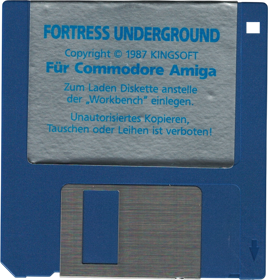 FORTRESS UNDERGROUND
Copyright © 1987 KINGSOFT
Für Commodore Amiga
Zum Laden Diskette anstelle
der „Workbench" einlegen.
Unautorisiertes Kopieren,
Tauschen oder Leihen ist verboten!